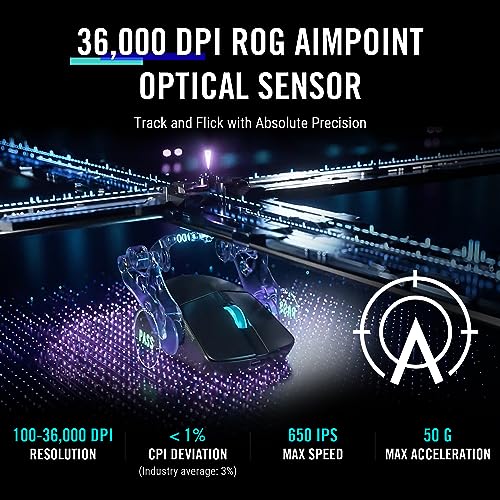 36,000 DPI ROG AIMPOINT
OPTICAL SENSOR
Track and Flick with Absolute Precision
PASS
100-36,000 DPI
RESOLUTION
< 1%
CPI DEVIATION
(Industry average: 3%)
650 IPS
MAX SPEED
50 G
MAX ACCELERATION